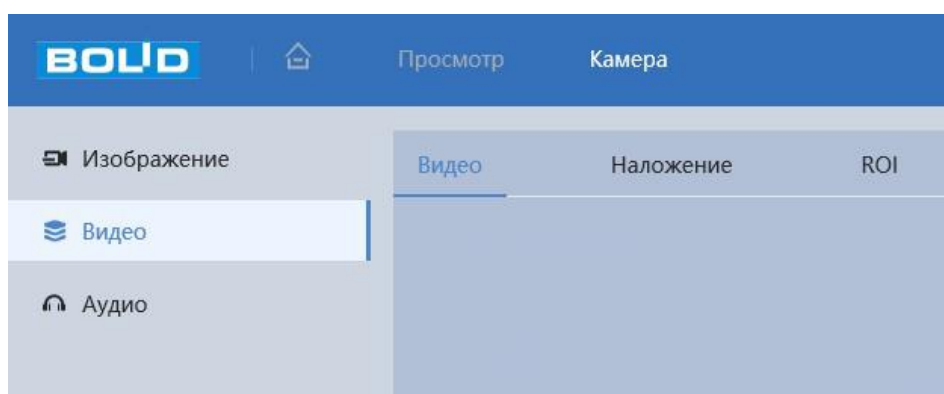 BOLID Просмотр Камера
Изображение
Видео Наложение ROI
Видео
Аудио